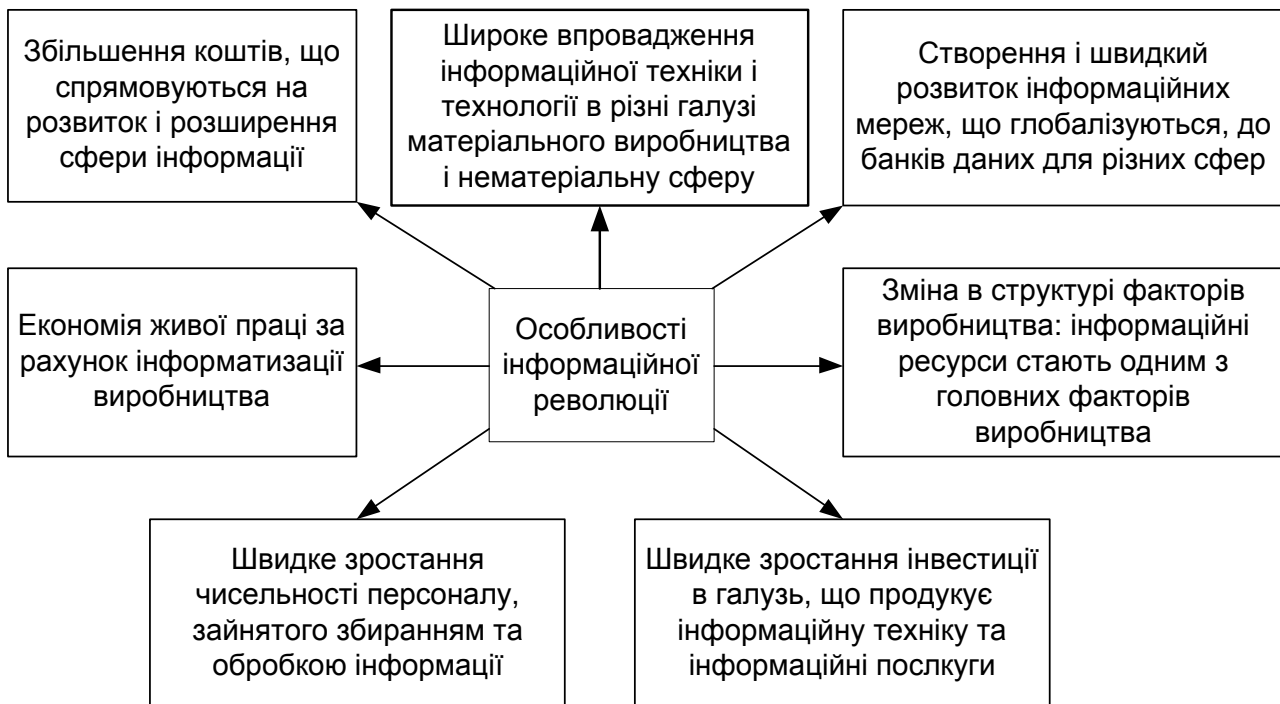 Збільшення коштів, що
спрямовуються на
розвиток і розширення
сфери інформації
Широке впровадження
інформаційної техніки і
технології в різні галузі
матеріального виробництва
і нематеріальну сферу
Створення і швидкий
розвиток інформаційних
мереж, що глобалізуються, до
банків даних для різних сфер
Економія живої праці за
рахунок інформатизації
виробництва
Особливості
інформаційної
революції
Зміна в структурі факторів
виробництва: інформаційні
ресурси стають одним з
головних факторів
виробництва
Швидке зростання
чисельності персоналу,
зайнятого збиранням та
обробкою інформації
Швидке зростання інвестиції
в галузь, що продукує
інформаційну техніку та
інформаційні послкуги